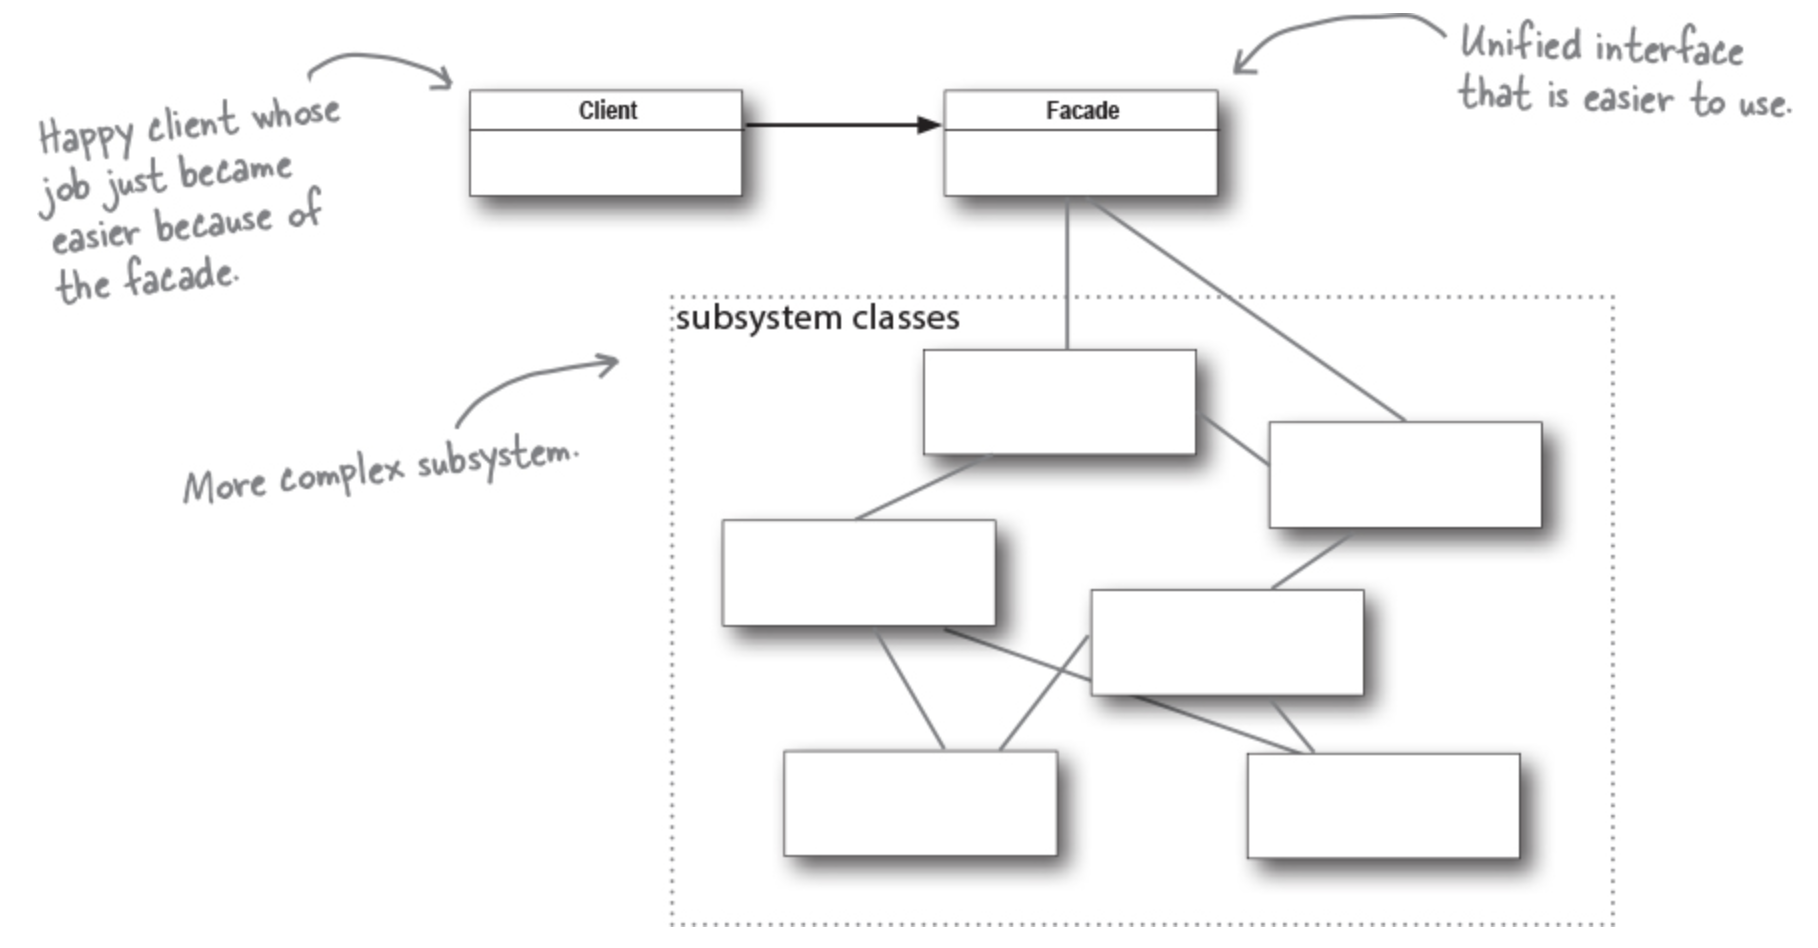 Unified interface
that is easier to use.
Client
Facade
Happy client whose
job just became
easier because of
the facade.
subsystem classes
More complex subsystem.